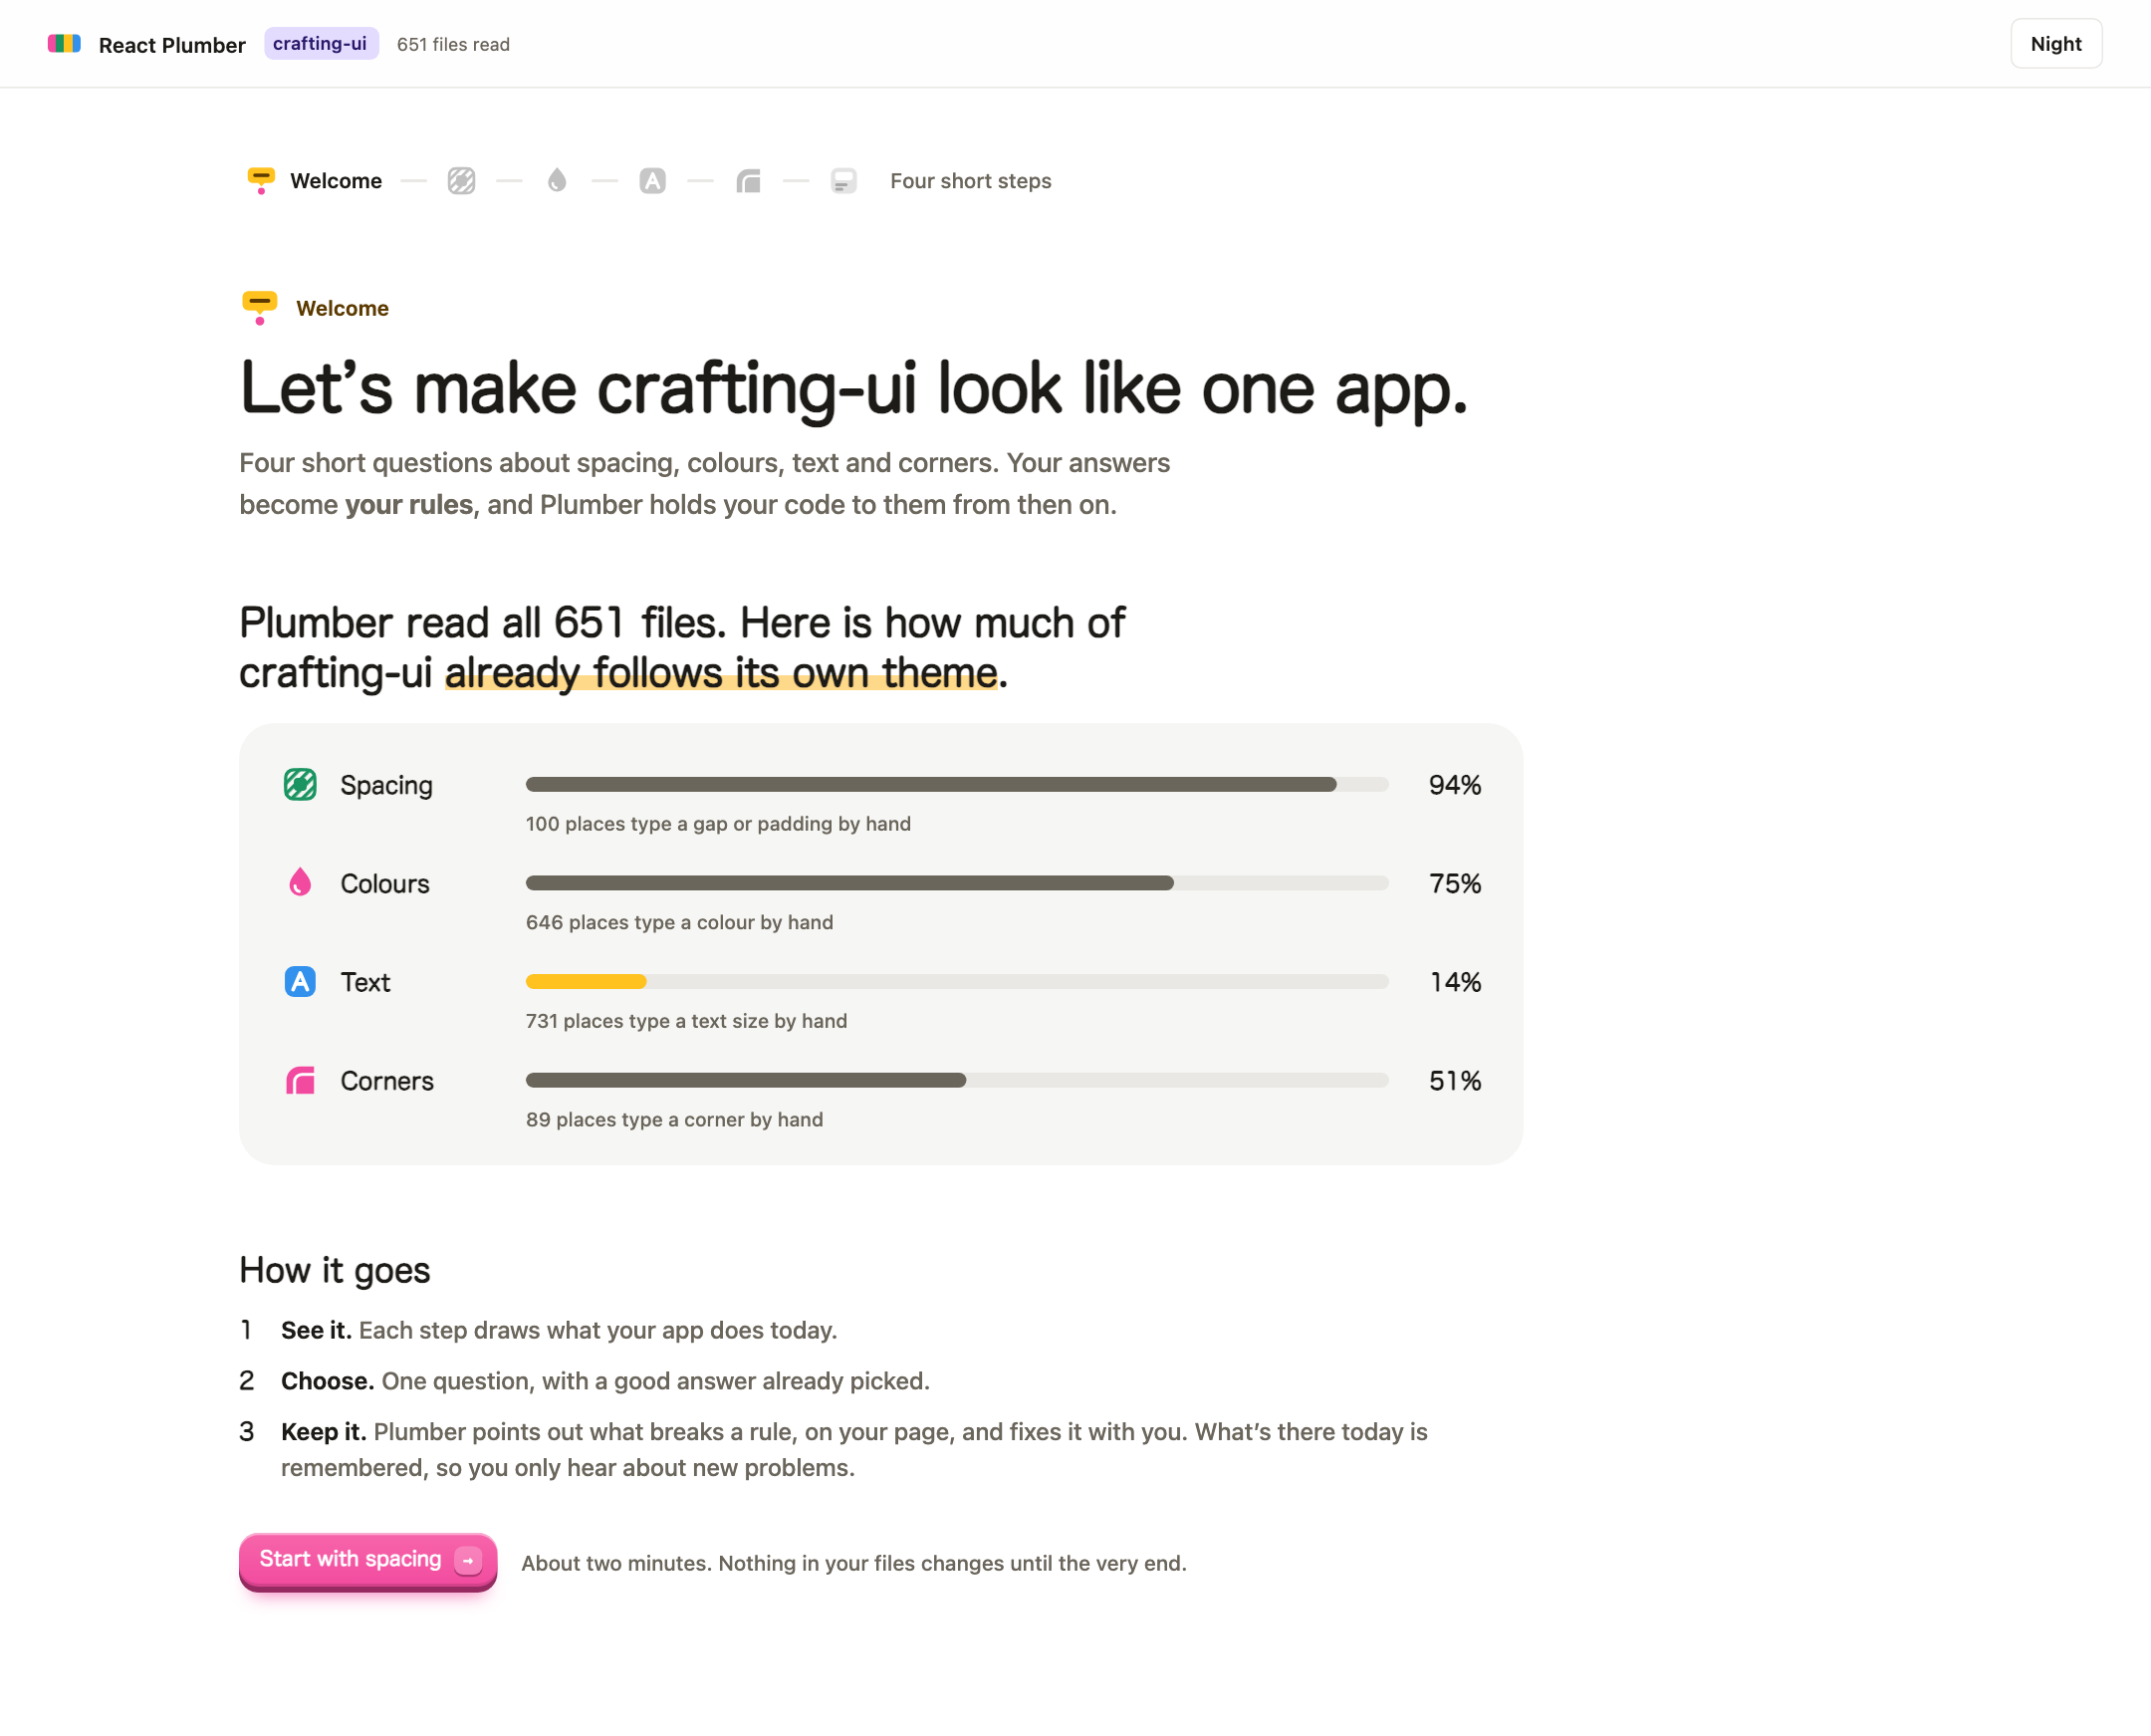 React Plumber crafting-ui 651 files read Night
Welcome Four short steps
Welcome
Let’s make crafting-ui look like one app.
Four short questions about spacing, colours, text and corners. Your answers
become your rules, and Plumber holds your code to them from then on.
Plumber read all 651 files. Here is how much of
crafting-ui already follows its own theme.
Spacing 94%
100 places type a gap or padding by hand
Colours 75%
646 places type a colour by hand
A Text 14%
731 places type a text size by hand
Corners 51%
89 places type a corner by hand
How it goes
1 See it. Each step draws what your app does today.
2 Choose. One question, with a good answer already picked.
3 Keep it. Plumber points out what breaks a rule, on your page, and fixes it with you. What’s there today is
remembered, so you only hear about new problems.
Start with spacing → About two minutes. Nothing in your files changes until the very end.